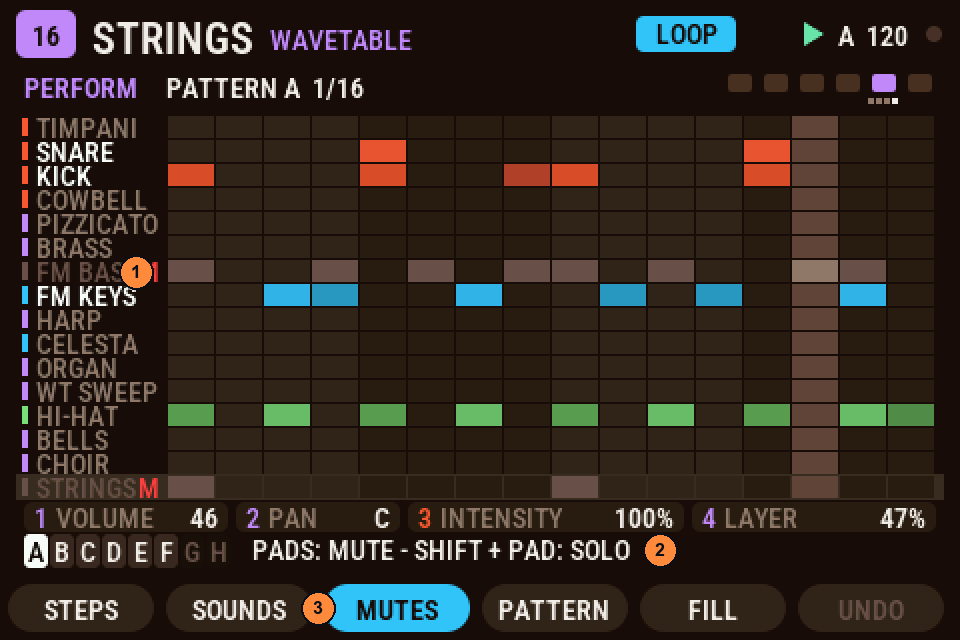 16 STRINGS WAVETABLE LOOP A 120
PERFORM PATTERN A 1/16
TIMPANI
SNARE
KICK
COWBELL
PIZZICATO
BRASS
FM 1
FM KEYS
HARP
CELESTA
ORGAN
WT SWEEP
HI-HAT
BELLS
CHOIR
STRINGS M
1 VOLUME 46 2 PAN C 3 INTENSITY 100% 4 LAYER 47%
A B C D E F G H PADS: MUTE - SHIFT + PAD: SOLO 2
STEPS SOUNDS 3 MUTES PATTERN FILL UNDO